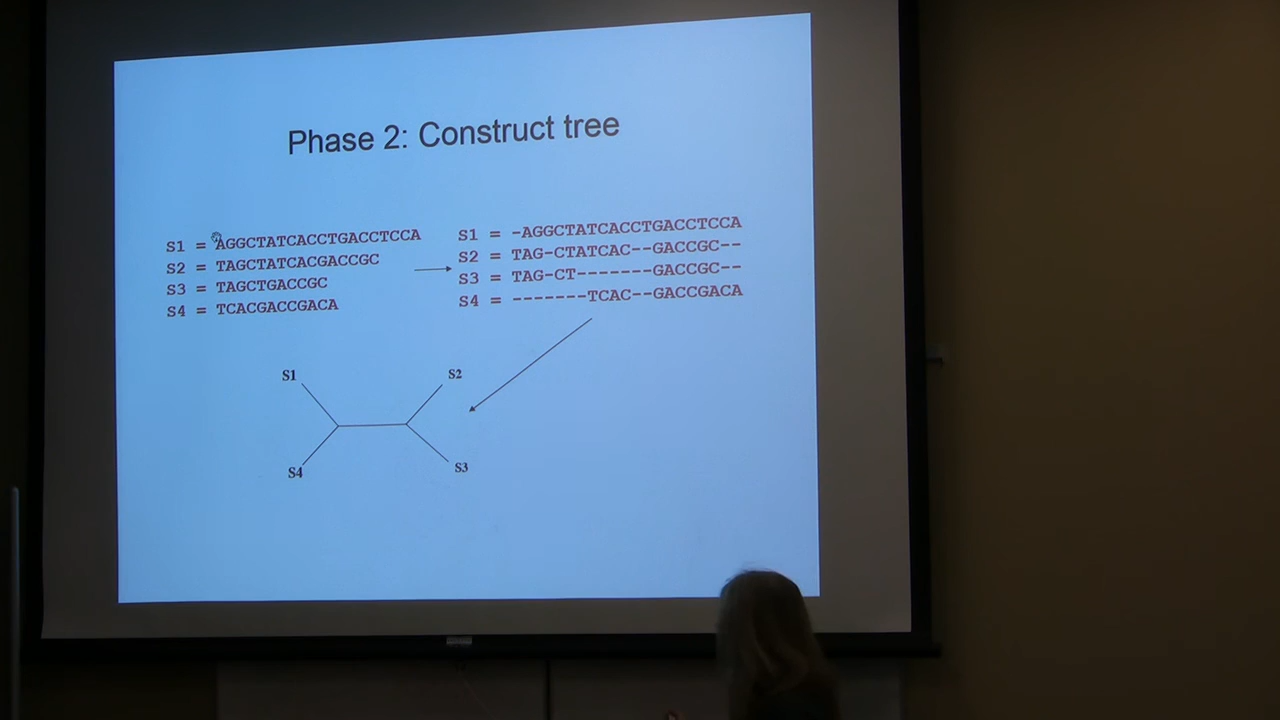 Phase 2: Construct tree
S1 = AGGCTATCACCTGACCTCCA
S2 = TAGCTATCACGACCGC
S3 = TAGCTGACCGC
S4 = TCACGACCGACA
S1 = -AGGCTATCACCTGACCTCCA
S2 = TAG-CTATCAC--GACCGC--
S3 = TAG-CT-------GACCGC--
S4 = -------TCAC--GACCGACA
S1
S2
S4
S3